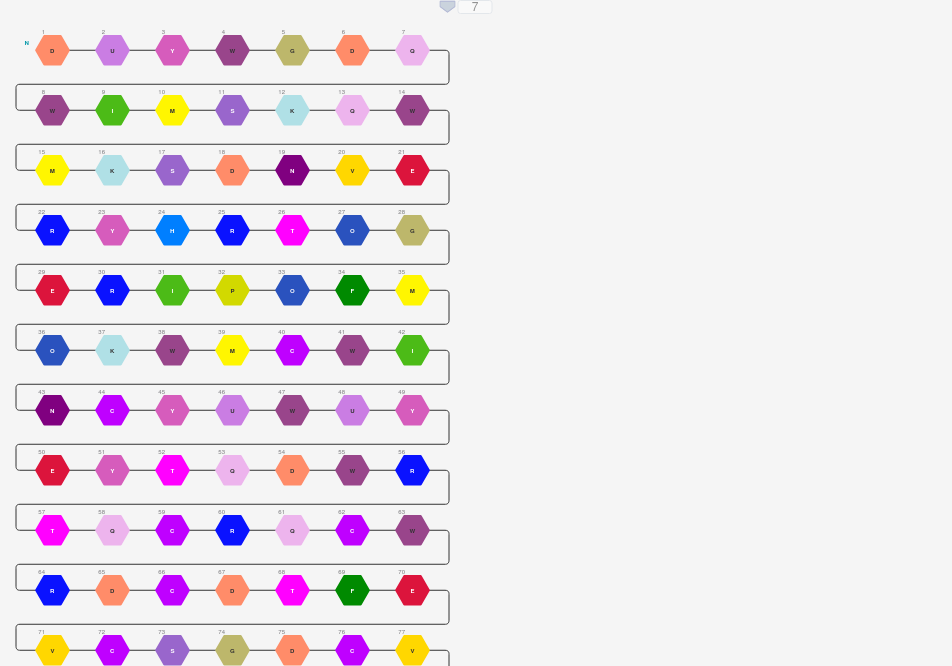 7
1 2 3 4 5 6 7
N D U Y W G D Q
8 9 10 11 12 13 14
W I M S K Q W
15 16 17 18 19 20 21
M K S D N V E
22 23 24 25 26 27 28
R Y H R T O G
29 30 31 32 33 34 35
E R I P O F M
36 37 38 39 40 41 42
O K W M C W I
43 44 45 46 47 48 49
N C Y U W U Y
50 51 52 53 54 55 56
E Y T Q D W R
57 58 59 60 61 62 63
T Q C R Q C W
64 65 66 67 68 69 70
R D C D T F E
71 72 73 74 75 76 77
V C S G D C V